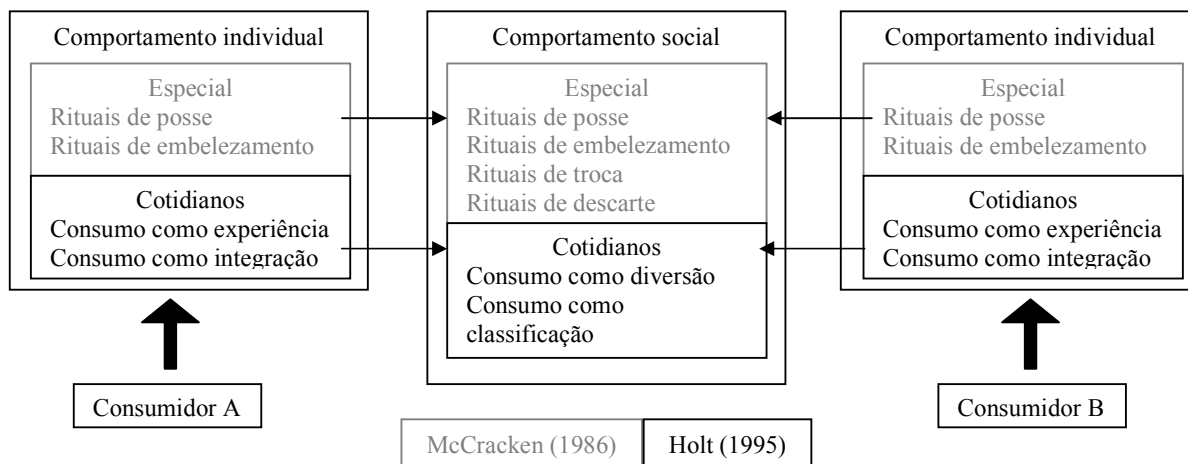 Comportamento individual
Especial
Rituais de posse
Rituais de embelezamento
Cotidianos
Consumo como experiência
Consumo como integração
Consumidor A
Comportamento social
Especial
Rituais de posse
Rituais de embelezamento
Rituais de troca
Rituais de descarte
Cotidianos
Consumo como diversão
Consumo como
classificação
Comportamento individual
Especial
Rituais de posse
Rituais de embelezamento
Cotidianos
Consumo como experiência
Consumo como integração
Consumidor B
McCracken (1986)
Holt (1995)